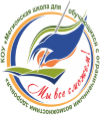 КОУ «Мегионская школа для обучающихся с ограниченными возможностями здоровья»
Мы все сможем!